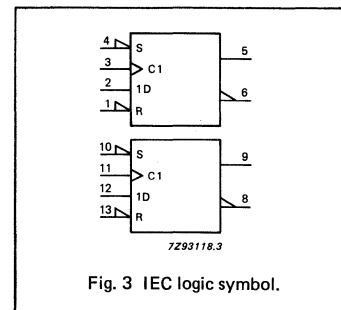 4 S 5
3 C1
2 1D
1 R 6
10 S 9
11 C1
12 1D
13 R 8
7Z93118.3
Fig. 3 IEC logic symbol.